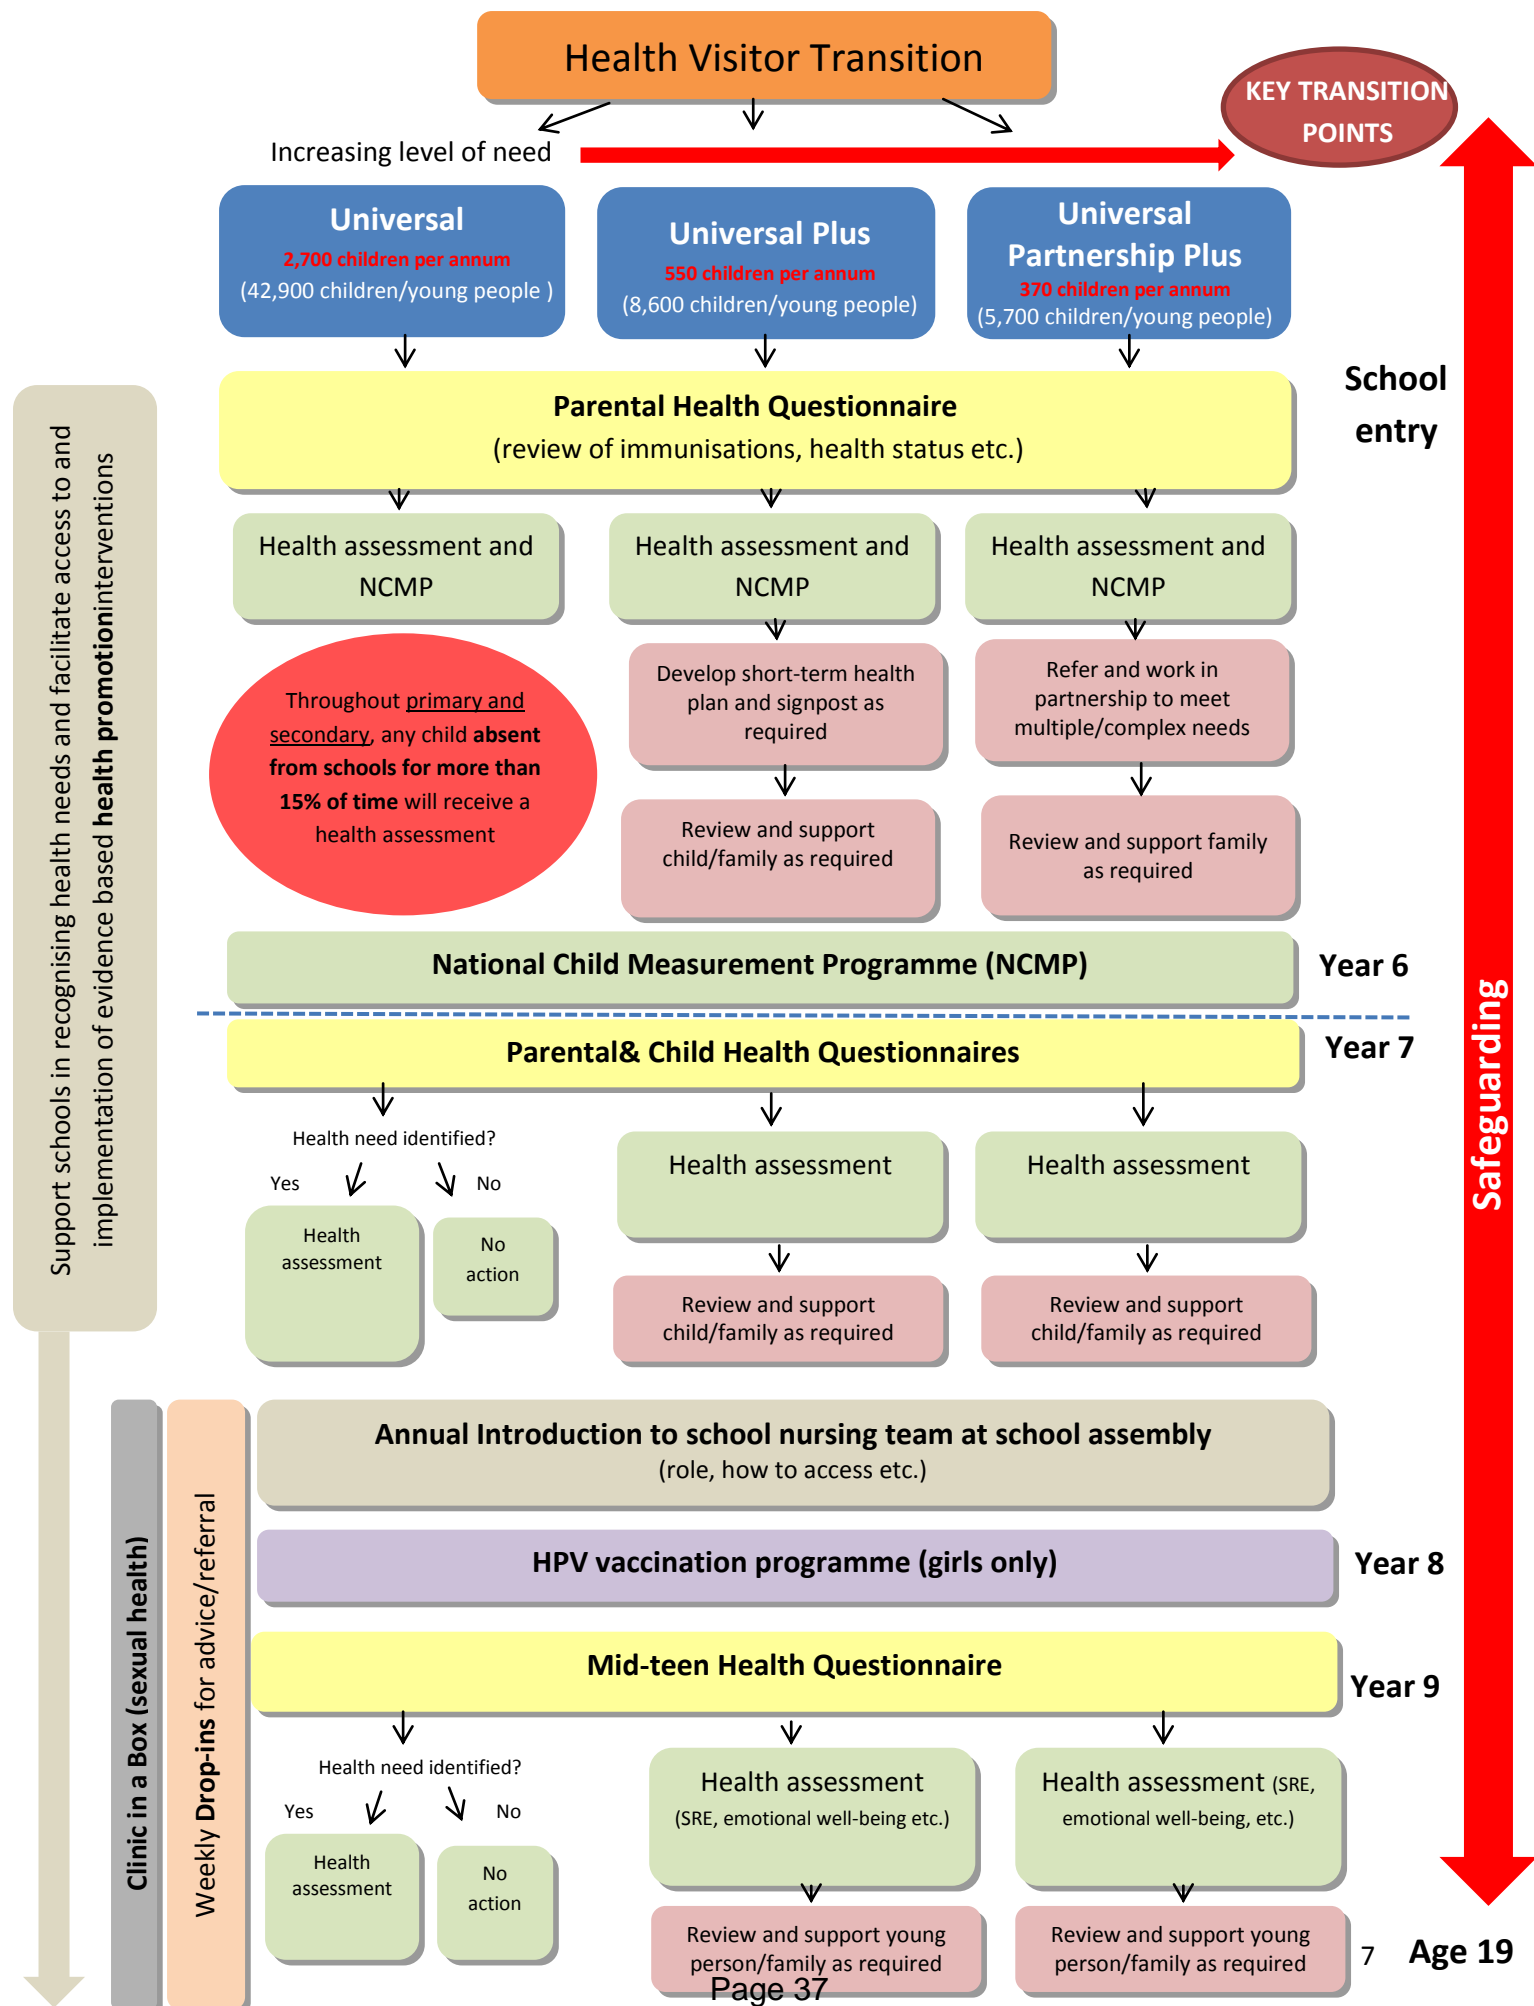 Health Visitor Transition
KEY TRANSITION
POINTS
Increasing level of need
Universal
2,700 children per annum
(42,900 children/young people )
Universal Plus
550 children per annum
(8,600 children/young people)
Universal
Partnership Plus
370 children per annum
(5,700 children/young people)
School
entry
Parental Health Questionnaire
(review of immunisations, health status etc.)
Health assessment and
NCMP
Health assessment and
NCMP
Health assessment and
NCMP
Throughout primary and
secondary, any child absent
from schools for more than
15% of time will receive a
health assessment
Develop short-term health
plan and signpost as
required
Refer and work in
partnership to meet
multiple/complex needs
Review and support
child/family as required
Review and support family
as required
Support schools in recognising health needs and facilitate access to and
implementation of evidence based health promotioninterventions
National Child Measurement Programme (NCMP)
Year 6
Parental& Child Health Questionnaires
Year 7
Safeguarding
Health need identified?
Yes
No
Health
assessment
No
action
Health assessment
Health assessment
Review and support
child/family as required
Review and support
child/family as required
Clinic in a Box (sexual health)
Weekly Drop-ins for advice/referral
Annual Introduction to school nursing team at school assembly
(role, how to access etc.)
HPV vaccination programme (girls only)
Year 8
Mid-teen Health Questionnaire
Year 9
Health need identified?
Yes
No
Health
assessment
No
action
Health assessment
(SRE, emotional well-being etc.)
Health assessment (SRE,
emotional well-being, etc.)
Review and support young
person/family as required
Review and support young
person/family as required
7
Age 19
Page 37